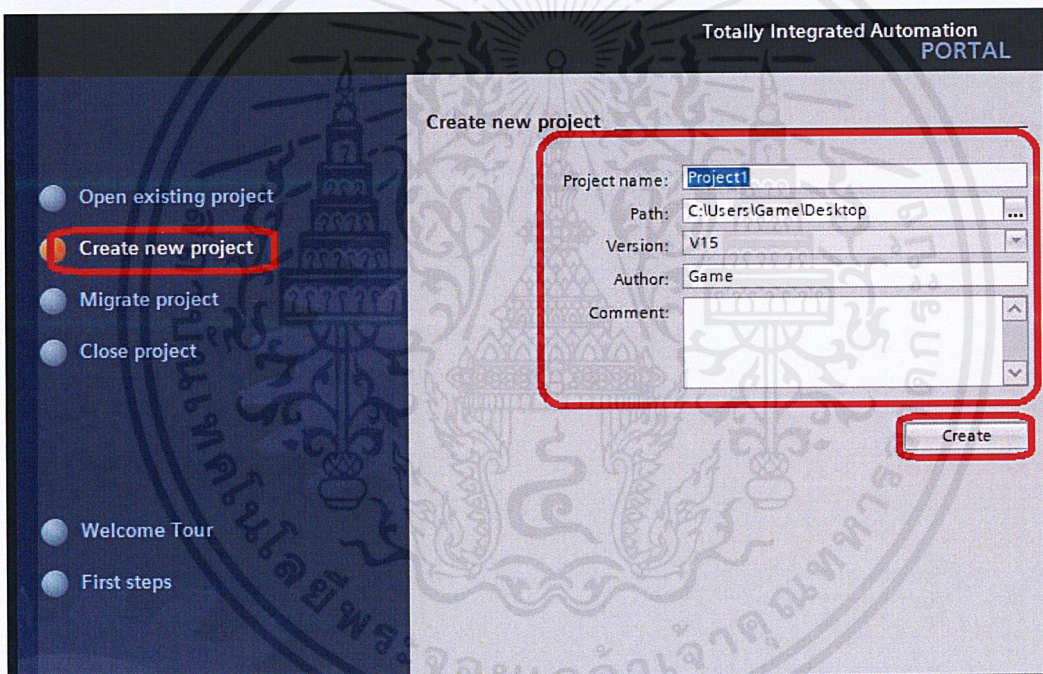 Totally Integrated Automation
PORTAL
Create new project
Open existing project
Create new project
Migrate project
Close project
Welcome Tour
First steps
Project name: Project1
Path: C:\Users\Game\Desktop ...
Version: V15
Author: Game
Comment:
Create